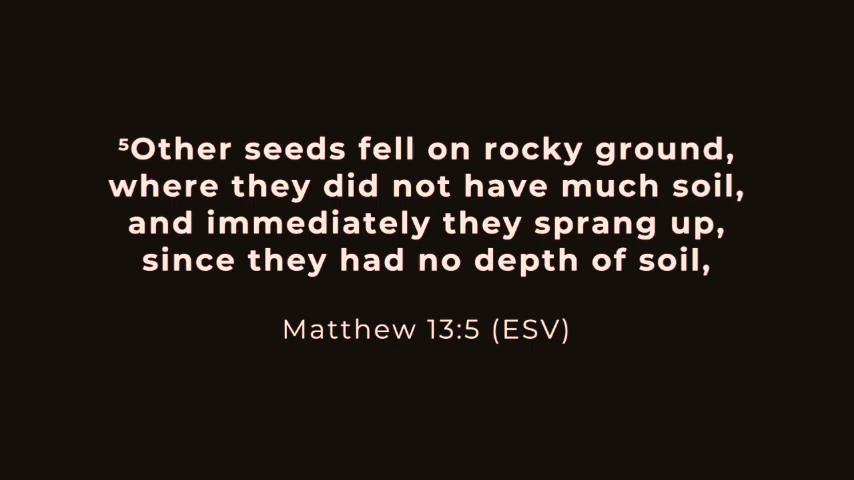 ⁵Other seeds fell on rocky ground,
where they did not have much soil,
and immediately they sprang up,
since they had no depth of soil,
Matthew 13:5 (ESV)